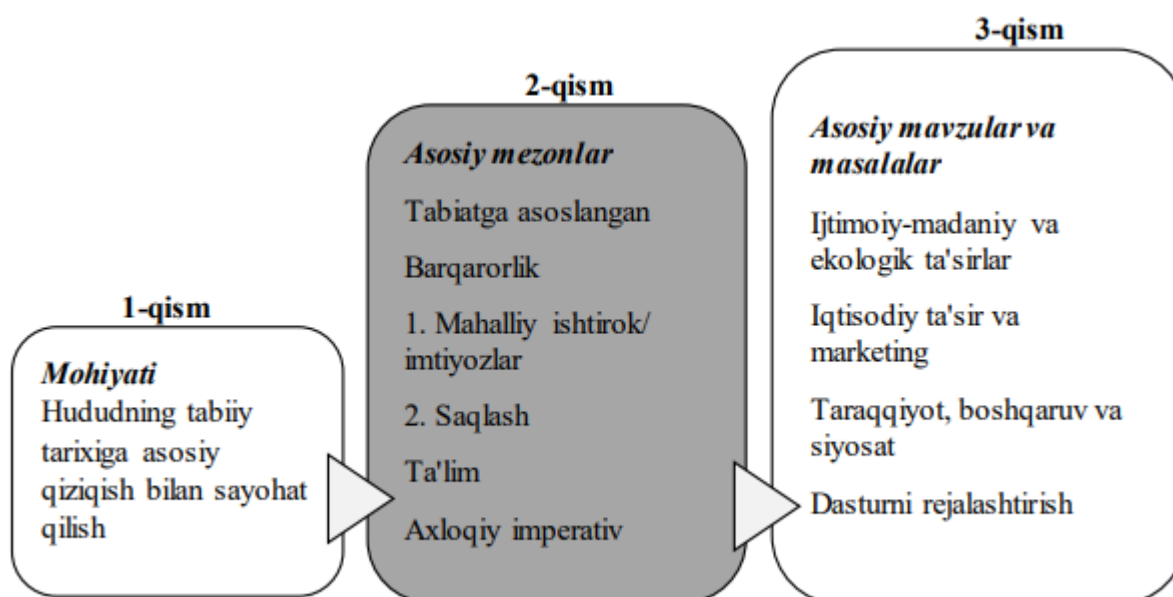 1-qism
Mohiyati
Hududning tabiiy
tarixiga asosiy
qiziqish bilan sayohat
qilish
2-qism
Asosiy mezonlar
Tabiatga asoslangan
Barqarorlik
1. Mahalliy ishtirok/
imtiyozlar
2. Saqlash
Ta'lim
Axloqiy imperativ
3-qism
Asosiy mavzular va
masalalar
Ijtimoiy-madaniy va
ekologik ta'sirlar
Iqtisodiy ta'sir va
marketing
Taraqqiyot, boshqaruv va
siyosat
Dasturni rejalashtirish